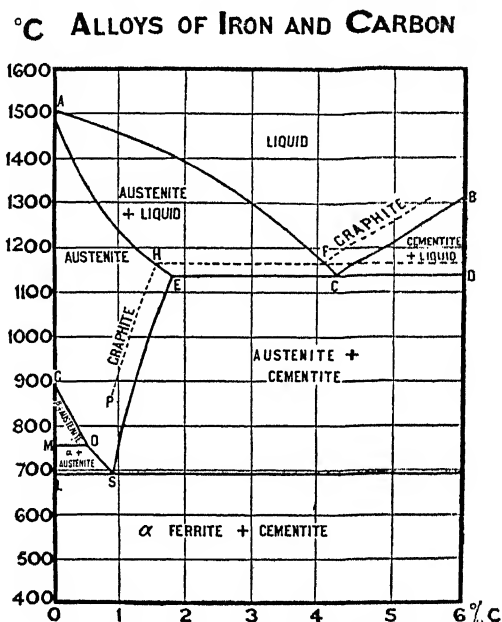 °C ALLOYS OF IRON AND CARBON
1600
1500
1400
1300
1200
1100
1000
900
800
700
600
500
400
A
LIQUID
AUSTENITE
+ LIQUID
B
GRAPHITE
F
CEMENTITE
+ LIQUID
AUSTENITE
H
E
C
D
GRAPHITE
AUSTENITE +
CEMENTITE
G
P
+AUSTENITE
M
O
α +
AUSTENITE
L
S
α FERRITE + CEMENTITE
0 1 2 3 4 5 6 % C